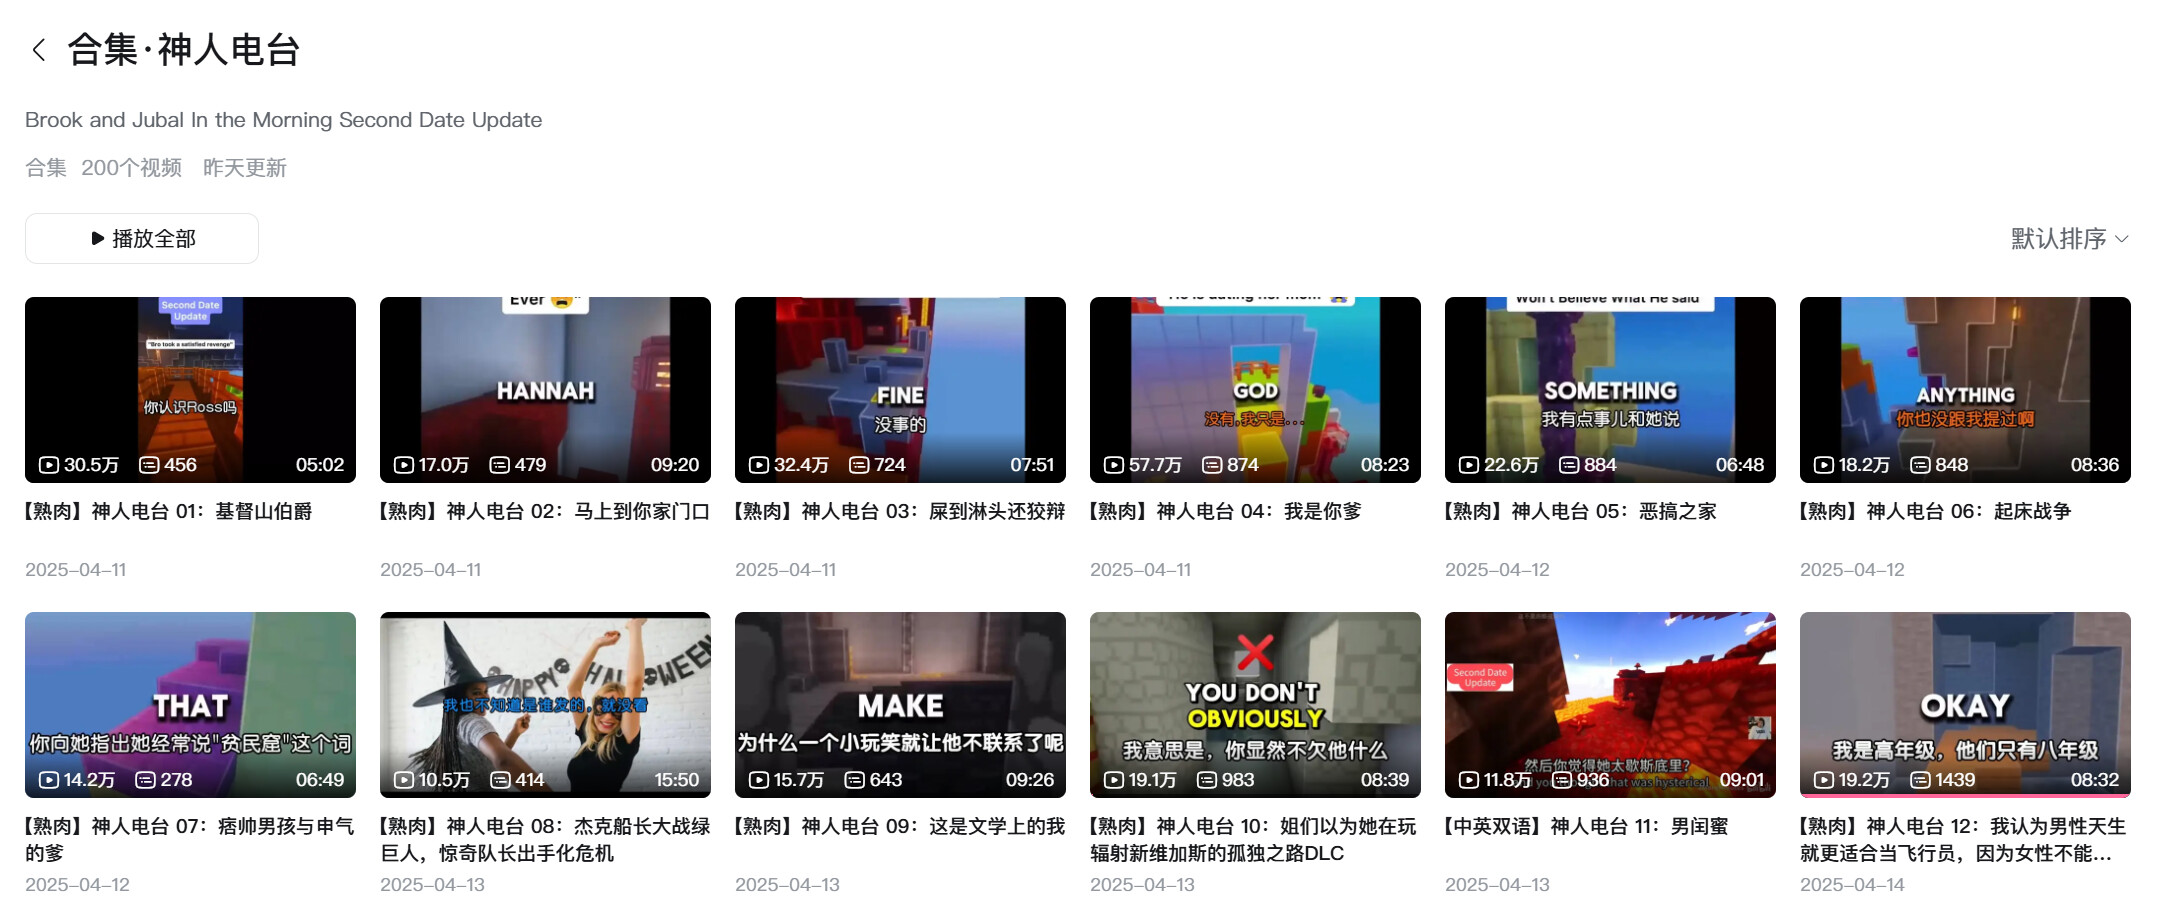 合集·神人电台
Brook and Jubal In the Morning Second Date Update
合集 200个视频 昨天更新
播放全部
默认排序
Second Date
Update
"Bro took a satisfied revenge"
你认识Ross吗
30.5万 456 05:02
Ever
HANNAH
17.0万 479 09:20
FINE
没事的
32.4万 724 07:51
He is dating her mom
GOD
没有,我只是...
57.7万 874 08:23
Won't Believe What He said
SOMETHING
我有点事儿和她说
22.6万 884 06:48
ANYTHING
你也没跟我提过啊
18.2万 848 08:36
【熟肉】神人电台 01：基督山伯爵
【熟肉】神人电台 02：马上到你家门口
【熟肉】神人电台 03：屎到淋头还狡辩
【熟肉】神人电台 04：我是你爹
【熟肉】神人电台 05：恶搞之家
【熟肉】神人电台 06：起床战争
2025-04-11
2025-04-11
2025-04-11
2025-04-11
2025-04-12
2025-04-12
THAT
你向她指出她经常说"贫民窟"这个词
14.2万 278 06:49
HAPPY HALLOWEEN
我也不知道是谁发的，就没看
10.5万 414 15:50
MAKE
为什么一个小玩笑就让他不联系了呢
15.7万 643 09:26
YOU DON'T
OBVIOUSLY
我意思是，你显然不欠他什么
19.1万 983 08:39
Second Date
Update
然后你觉得她太歇斯底里？
that was hysterical
11.8万 936 09:01
OKAY
我是高年级，他们只有八年级
19.2万 1439 08:32
【熟肉】神人电台 07：痞帅男孩与申气
的爹
【熟肉】神人电台 08：杰克船长大战绿
巨人，惊奇队长出手化危机
【熟肉】神人电台 09：这是文学上的我
【熟肉】神人电台 10：姐们以为她在玩
辐射新维加斯的孤独之路DLC
【中英双语】神人电台 11：男闺蜜
【熟肉】神人电台 12：我认为男性天生
就更适合当飞行员，因为女性不能...
2025-04-12
2025-04-13
2025-04-13
2025-04-13
2025-04-13
2025-04-14